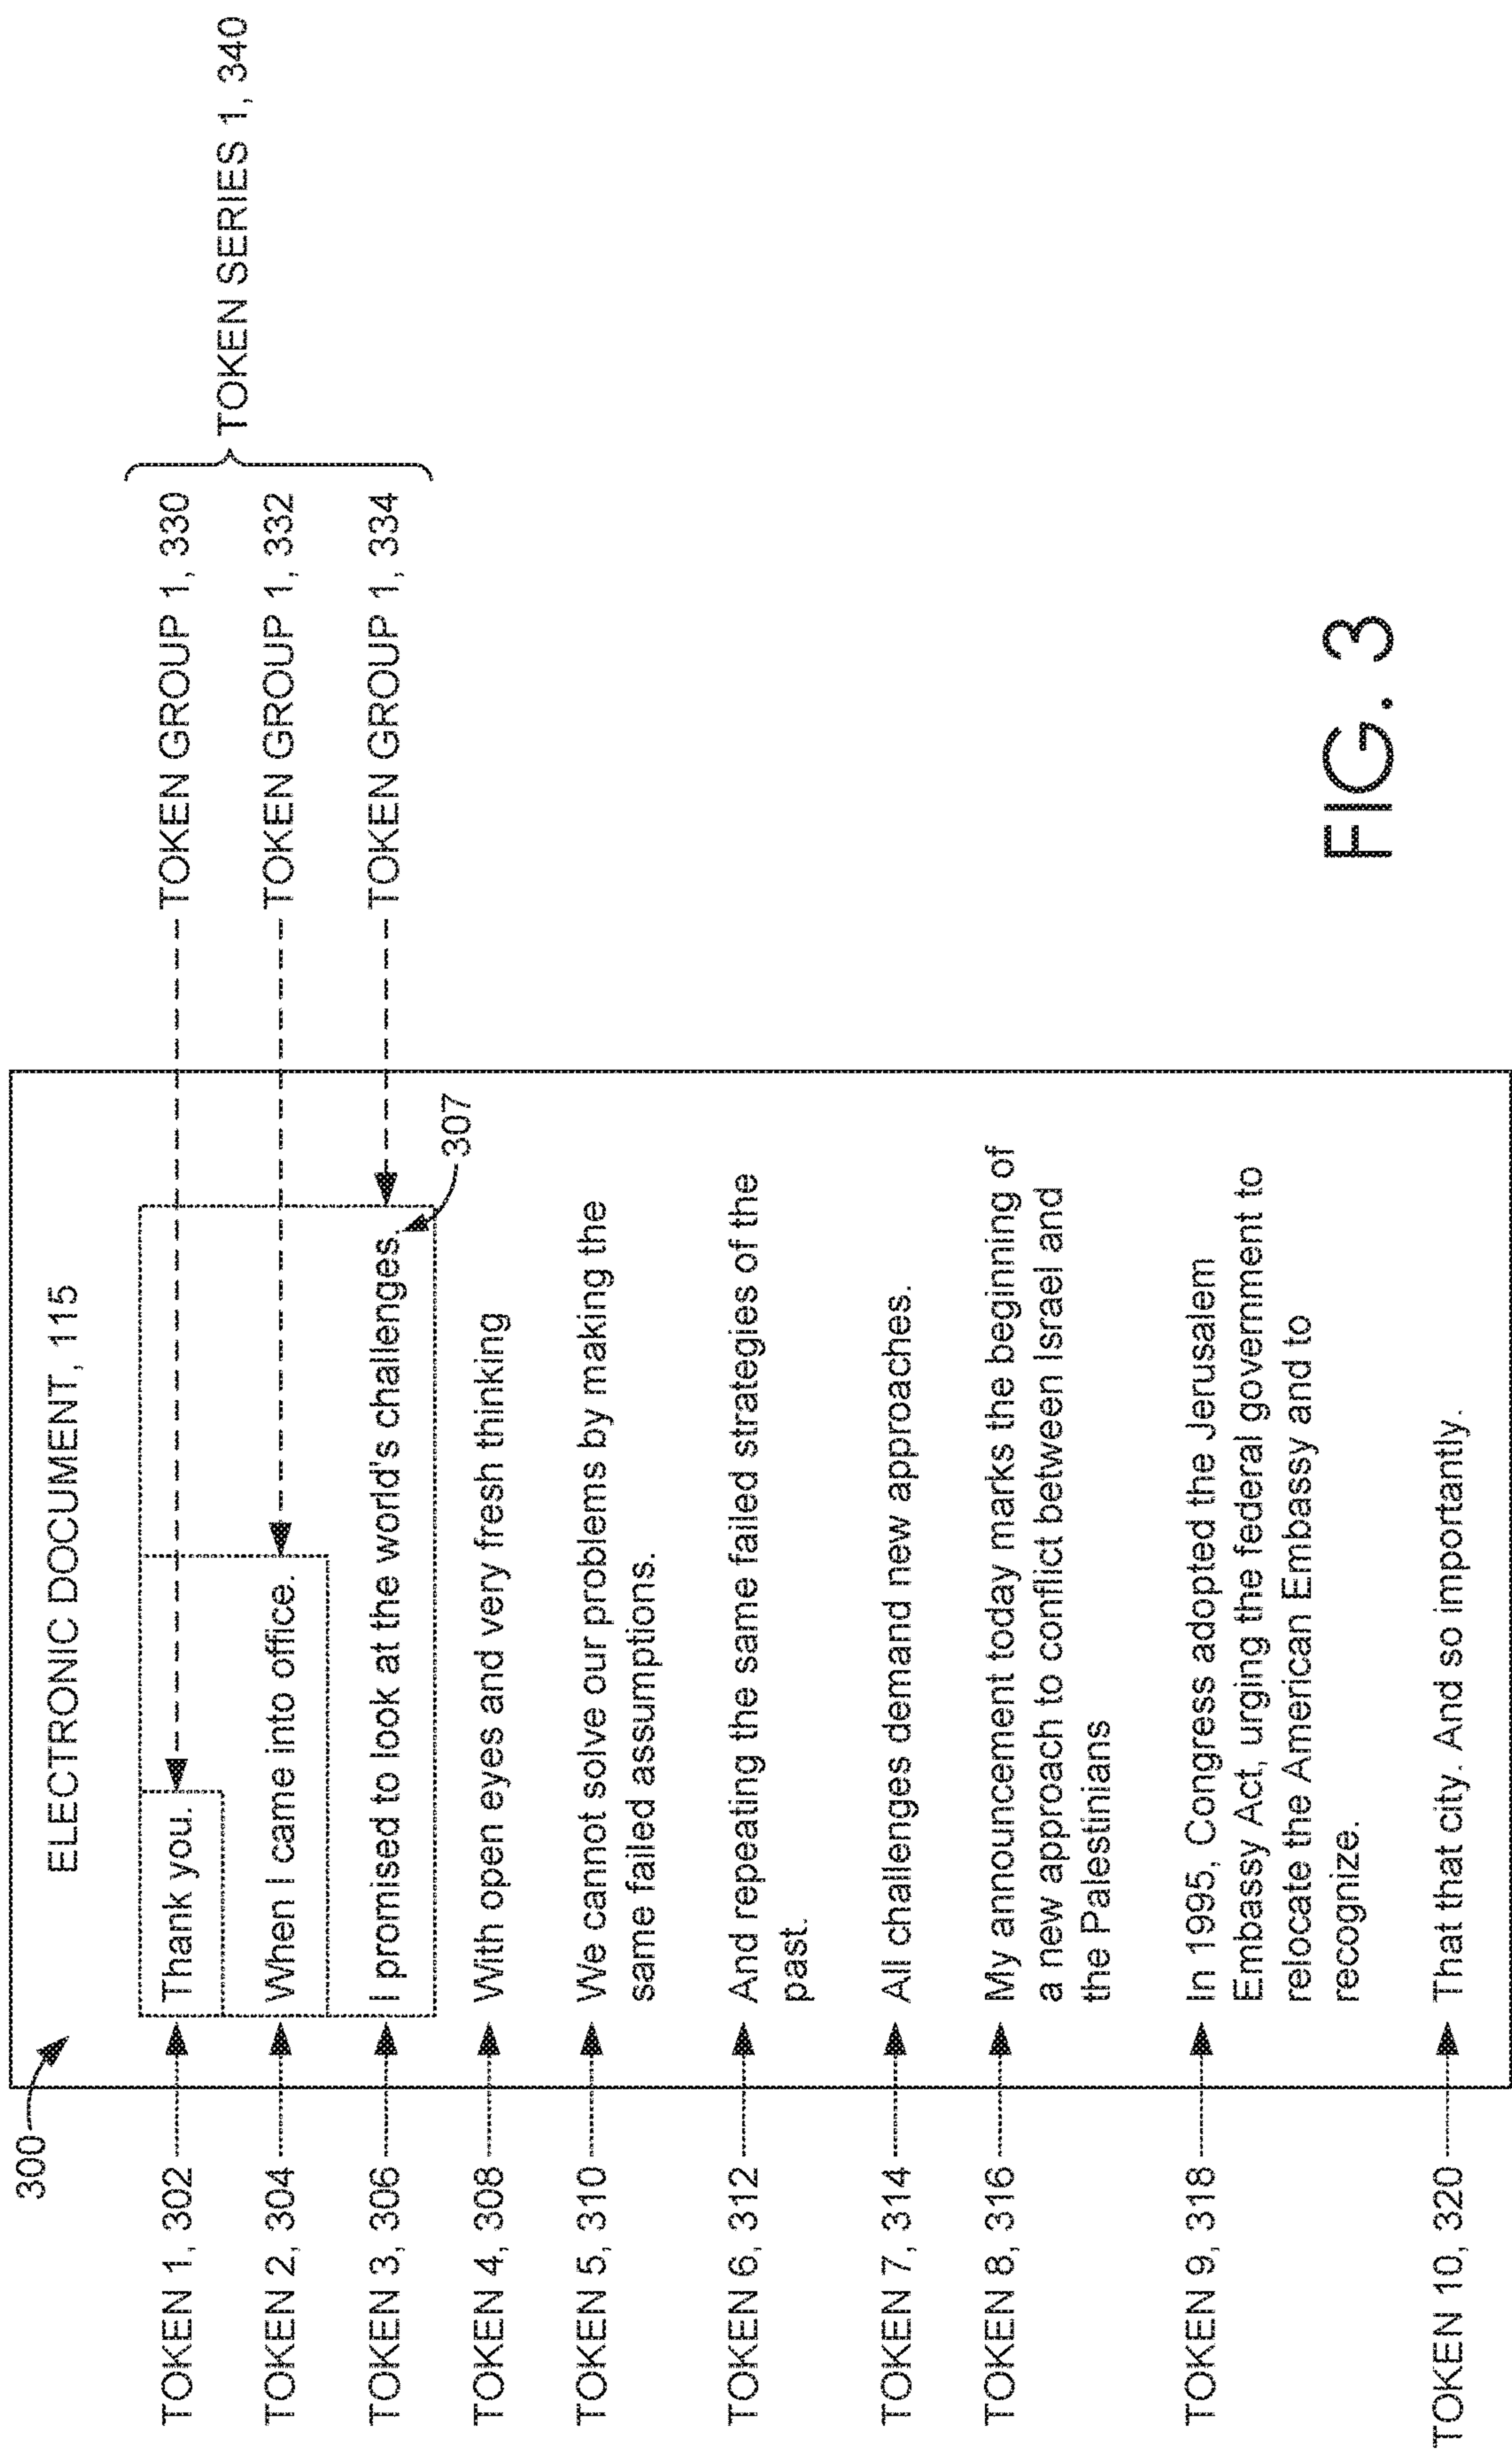 300
ELECTRONIC DOCUMENT, 115
TOKEN 1, 302
Thank you.
TOKEN GROUP 1, 330
TOKEN 2, 304
When I came into office.
TOKEN GROUP 1, 332
TOKEN SERIES 1, 340
TOKEN 3, 306
I promised to look at the world's challenges.
TOKEN GROUP 1, 334
307
TOKEN 4, 308
With open eyes and very fresh thinking
TOKEN 5, 310
We cannot solve our problems by making the
same failed assumptions.
TOKEN 6, 312
And repeating the same failed strategies of the
past.
TOKEN 7, 314
All challenges demand new approaches.
TOKEN 8, 316
My announcement today marks the beginning of
a new approach to conflict between Israel and
the Palestinians
TOKEN 9, 318
In 1995, Congress adopted the Jerusalem
Embassy Act, urging the federal government to
relocate the American Embassy and to
recognize.
TOKEN 10, 320
That that city. And so importantly.
FIG. 3